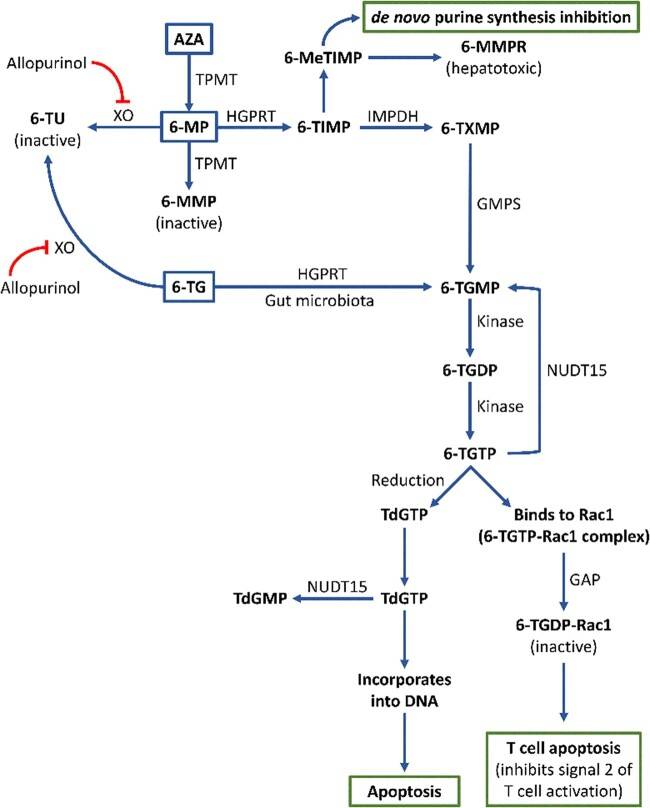 de novo purine synthesis inhibition
AZA
6-MeTIMP
6-MMPR
(hepatotoxic)
Allopurinol
TPMT
6-TU
(inactive)
XO
6-MP
HGPRT
6-TIMP
IMPDH
6-TXMP
TPMT
6-MMP
(inactive)
GMPS
XO
Allopurinol
6-TG
HGPRT
Gut microbiota
6-TGMP
Kinase
6-TGDP
NUDT15
Kinase
6-TGTP
Reduction
TdGTP
Binds to Rac1
(6-TGTP-Rac1 complex)
GAP
TdGMP
NUDT15
TdGTP
6-TGDP-Rac1
(inactive)
Incorporates
into DNA
T cell apoptosis
(inhibits signal 2 of
T cell activation)
Apoptosis